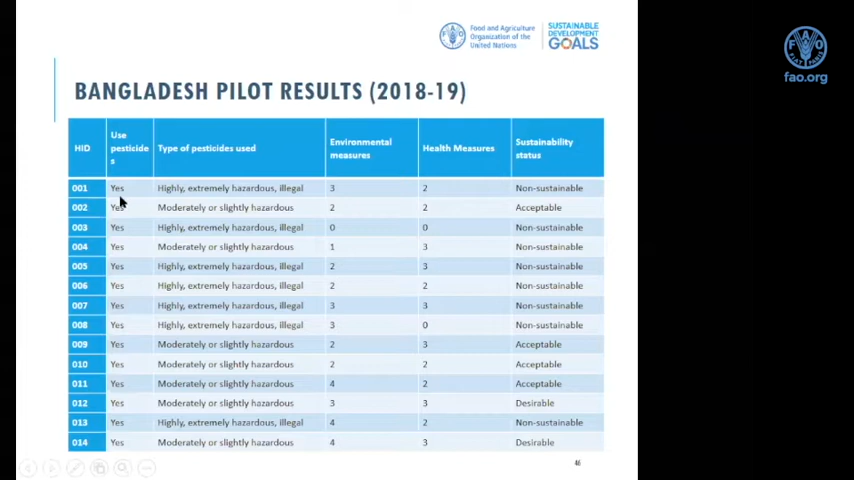 Food and Agriculture
Organization of the
United Nations
SUSTAINABLE
DEVELOPMENT
GOALS
FAO
FIAT PANIS
fao.org
BANGLADESH PILOT RESULTS (2018-19)
HID Use pesticides Type of pesticides used Environmental measures Health Measures Sustainability status
001 Yes Highly, extremely hazardous, illegal 3 2 Non-sustainable
002 Yes Moderately or slightly hazardous 2 2 Acceptable
003 Yes Highly, extremely hazardous, illegal 0 0 Non-sustainable
004 Yes Moderately or slightly hazardous 1 3 Non-sustainable
005 Yes Highly, extremely hazardous, illegal 2 3 Non-sustainable
006 Yes Highly, extremely hazardous, illegal 2 2 Non-sustainable
007 Yes Highly, extremely hazardous, illegal 3 3 Non-sustainable
008 Yes Highly, extremely hazardous, illegal 3 0 Non-sustainable
009 Yes Moderately or slightly hazardous 2 3 Acceptable
010 Yes Moderately or slightly hazardous 2 2 Acceptable
011 Yes Moderately or slightly hazardous 4 2 Acceptable
012 Yes Moderately or slightly hazardous 3 3 Desirable
013 Yes Highly, extremely hazardous, illegal 4 2 Non-sustainable
014 Yes Moderately or slightly hazardous 4 3 Desirable
46